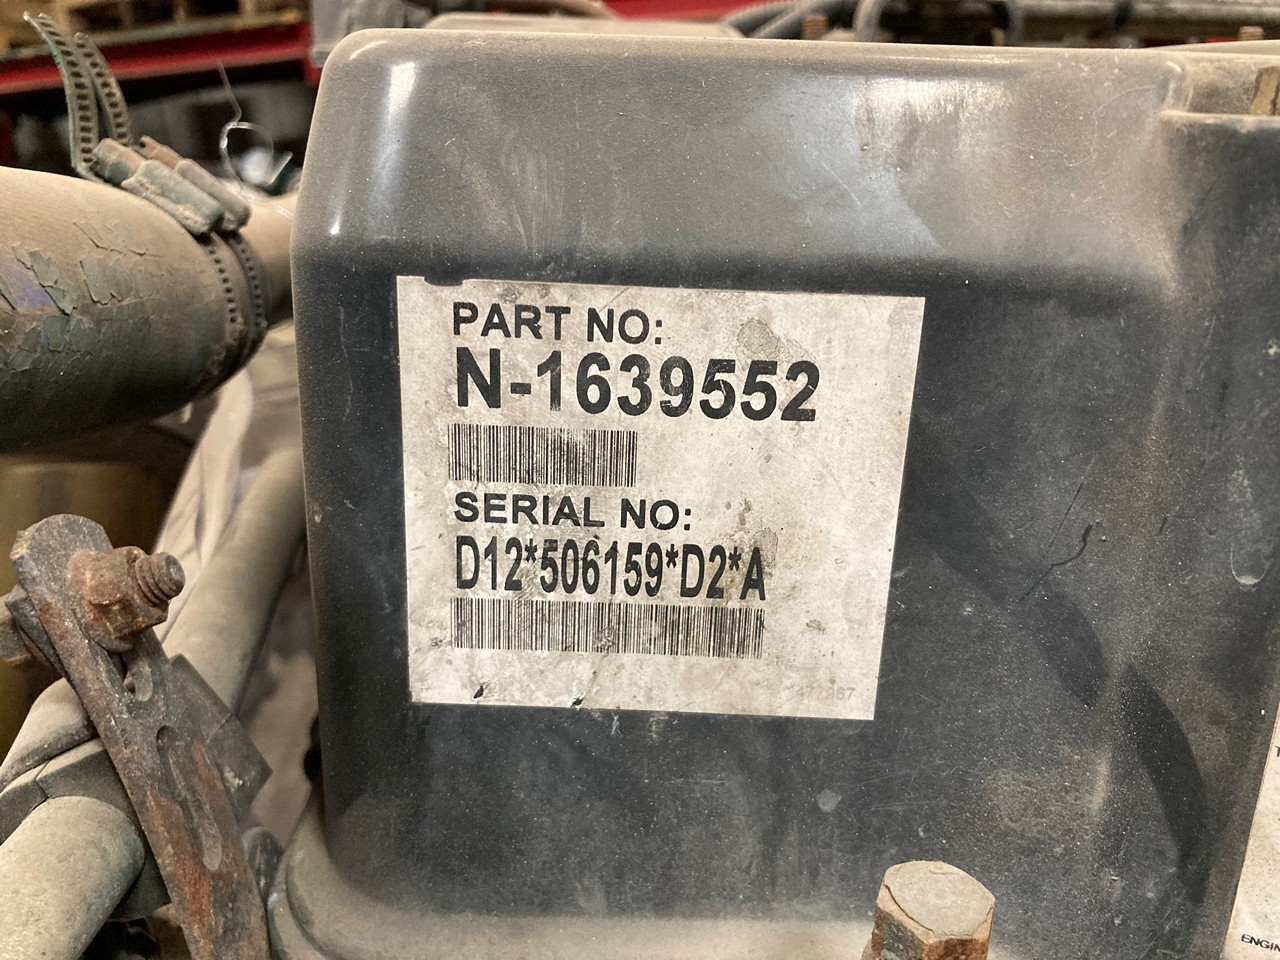 PART NO:
N-1639552
SERIAL NO:
D12*506159*D2*A